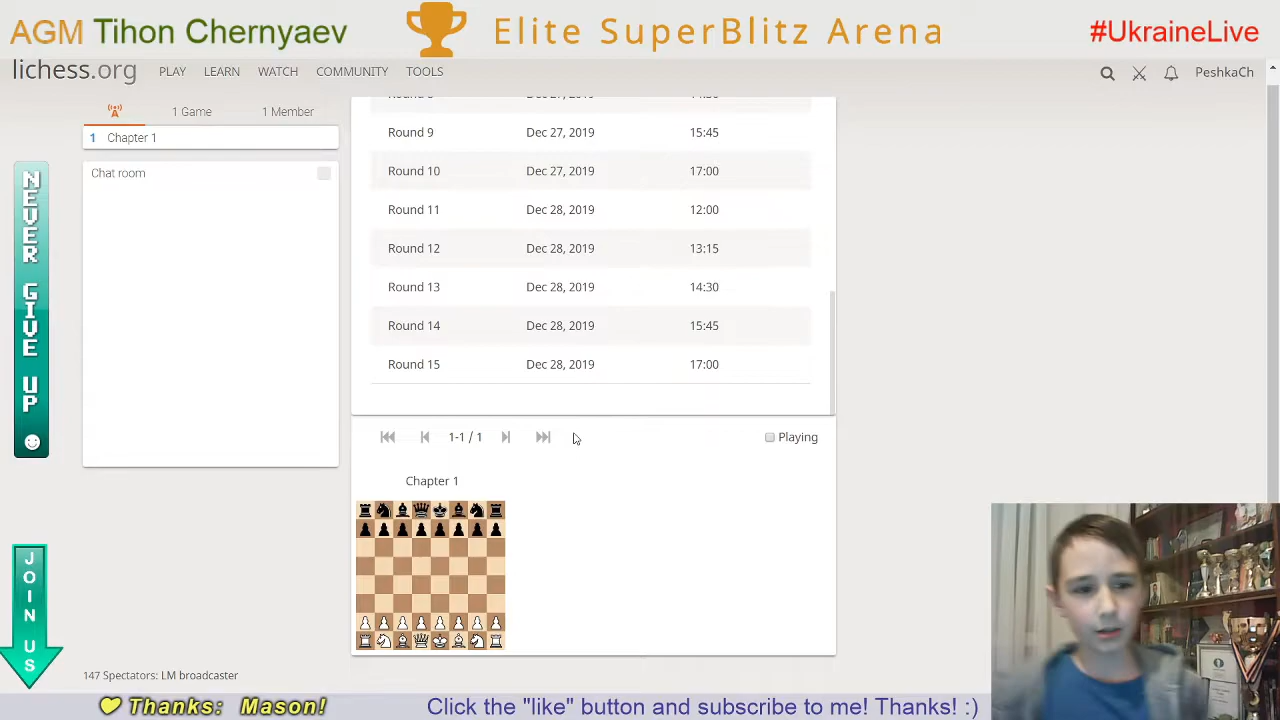 AGM Tihon Chernyaev
Elite SuperBlitz Arena
#UkraineLive
lichess.org
PLAY LEARN WATCH COMMUNITY TOOLS
PeshkaCh
1 Game
1 Member
1 Chapter 1
Chat room
NEVER GIVE UP
JOIN US
Round 9 Dec 27, 2019 15:45
Round 10 Dec 27, 2019 17:00
Round 11 Dec 28, 2019 12:00
Round 12 Dec 28, 2019 13:15
Round 13 Dec 28, 2019 14:30
Round 14 Dec 28, 2019 15:45
Round 15 Dec 28, 2019 17:00
1-1 / 1
Playing
Chapter 1
147 Spectators: LM broadcaster
Thanks: Mason!
Click the "like" button and subscribe to me! Thanks! :)